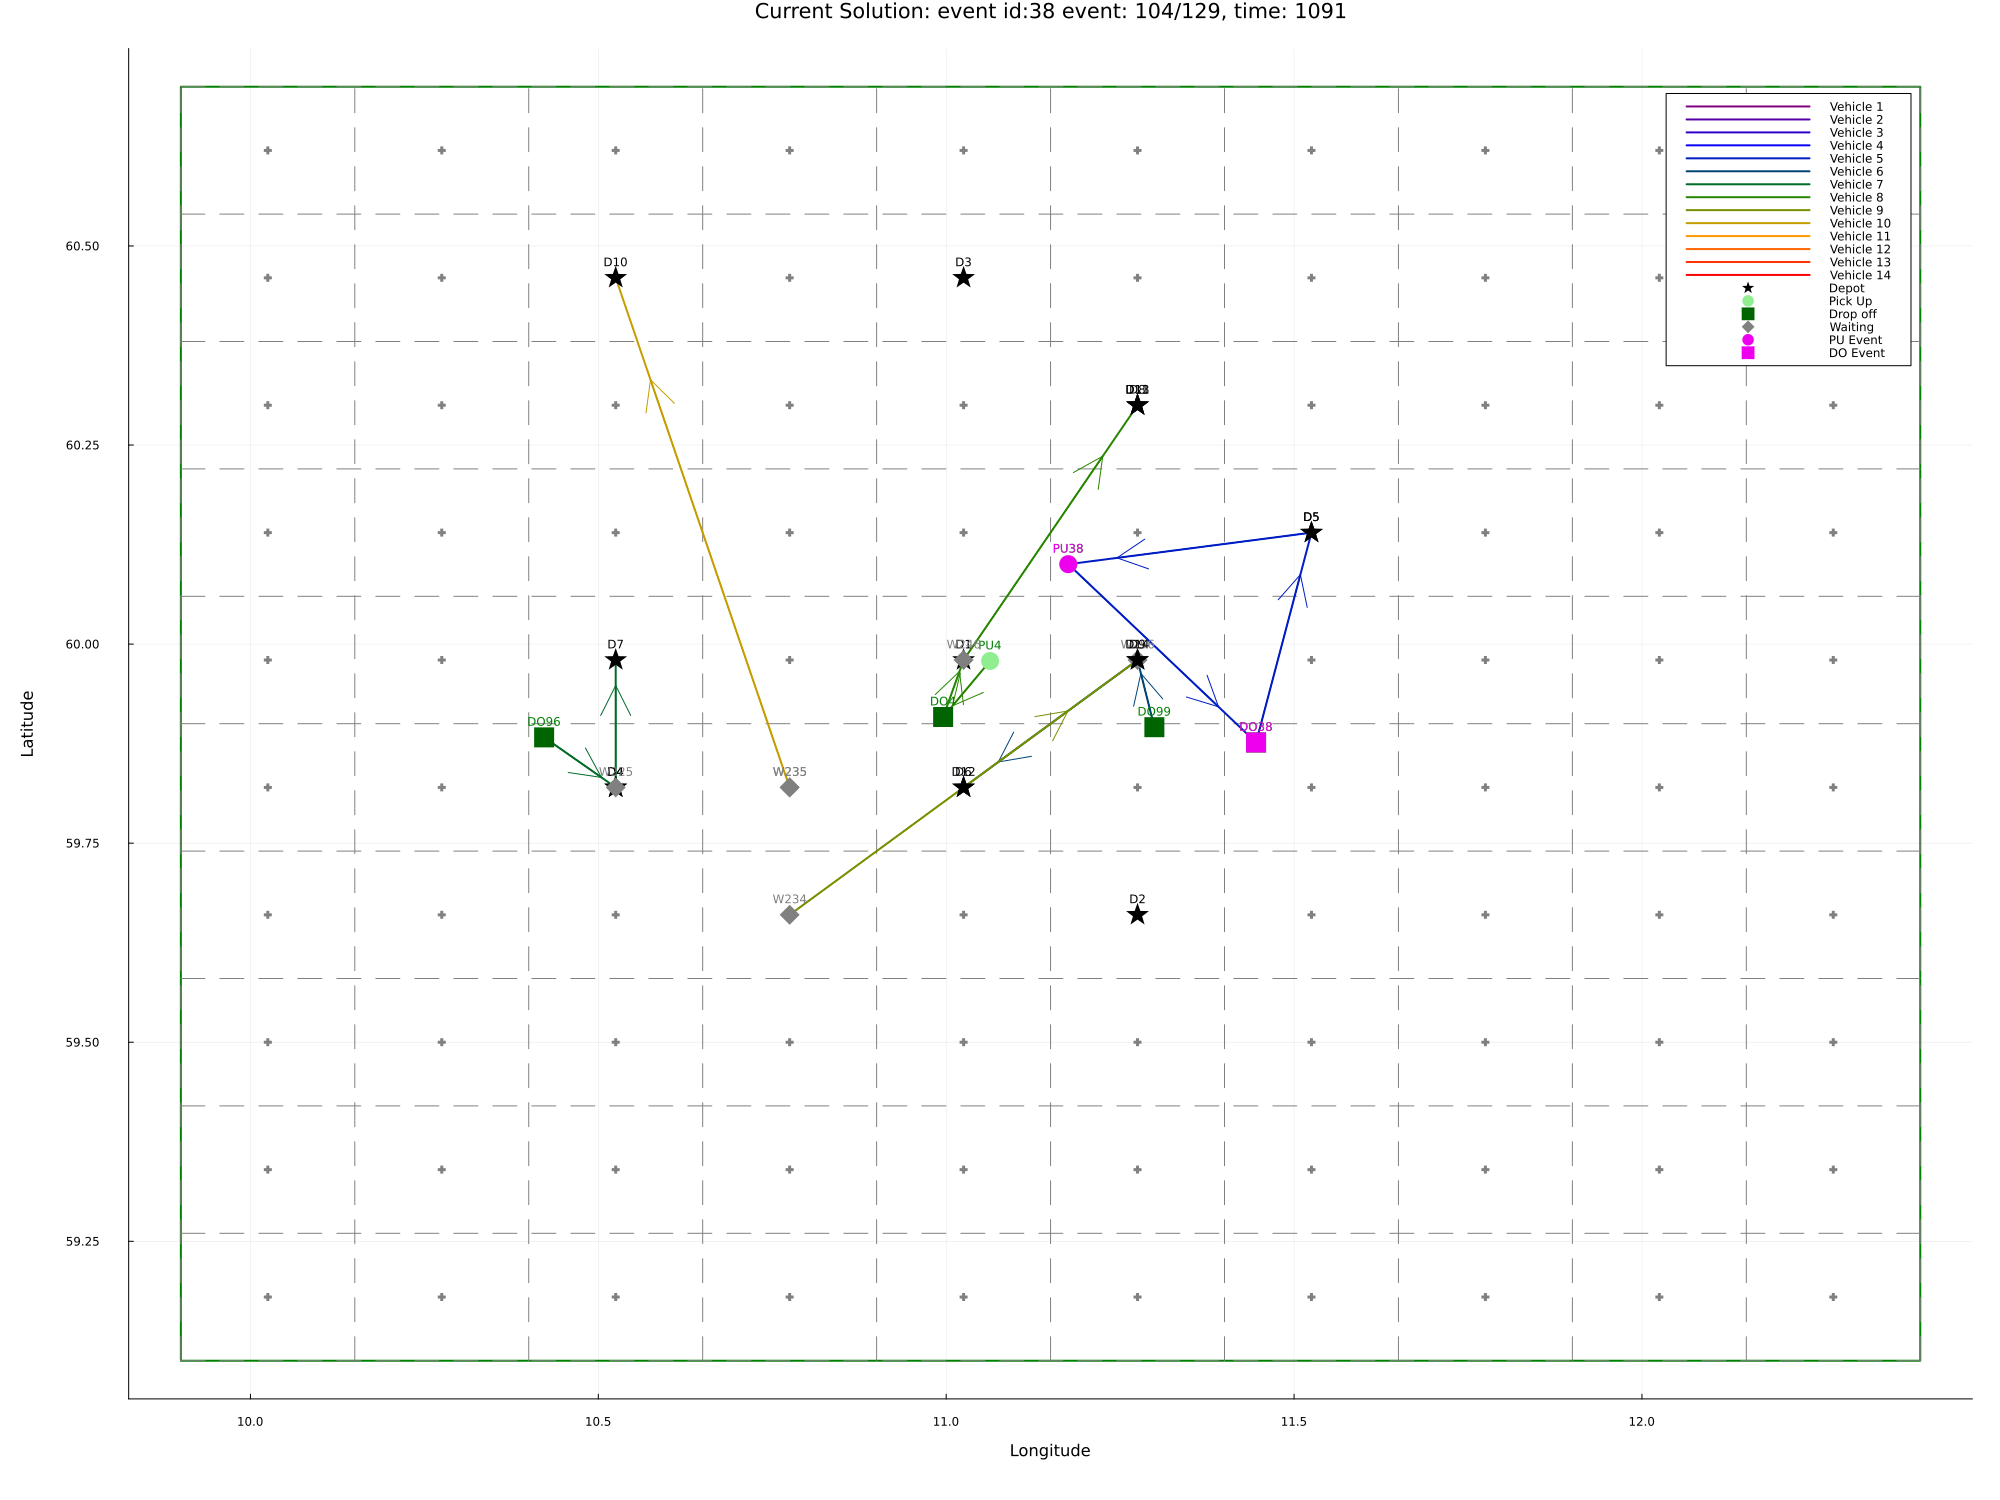 Current Solution: event id:38 event: 104/129, time: 1091
Vehicle 1
Vehicle 2
Vehicle 3
Vehicle 4
Vehicle 5
Vehicle 6
Vehicle 7
Vehicle 8
Vehicle 9
Vehicle 10
Vehicle 11
Vehicle 12
Vehicle 13
Vehicle 14
Depot
Pick Up
Drop off
Waiting
PU Event
DO Event
60.50
D10
D3
60.25
D5
PU38
60.00
D7
D1
PU4
DO96
DO99
DO38
W235
59.75
W234
D2
59.50
59.25
10.0
10.5
11.0
11.5
12.0
Longitude
Latitude